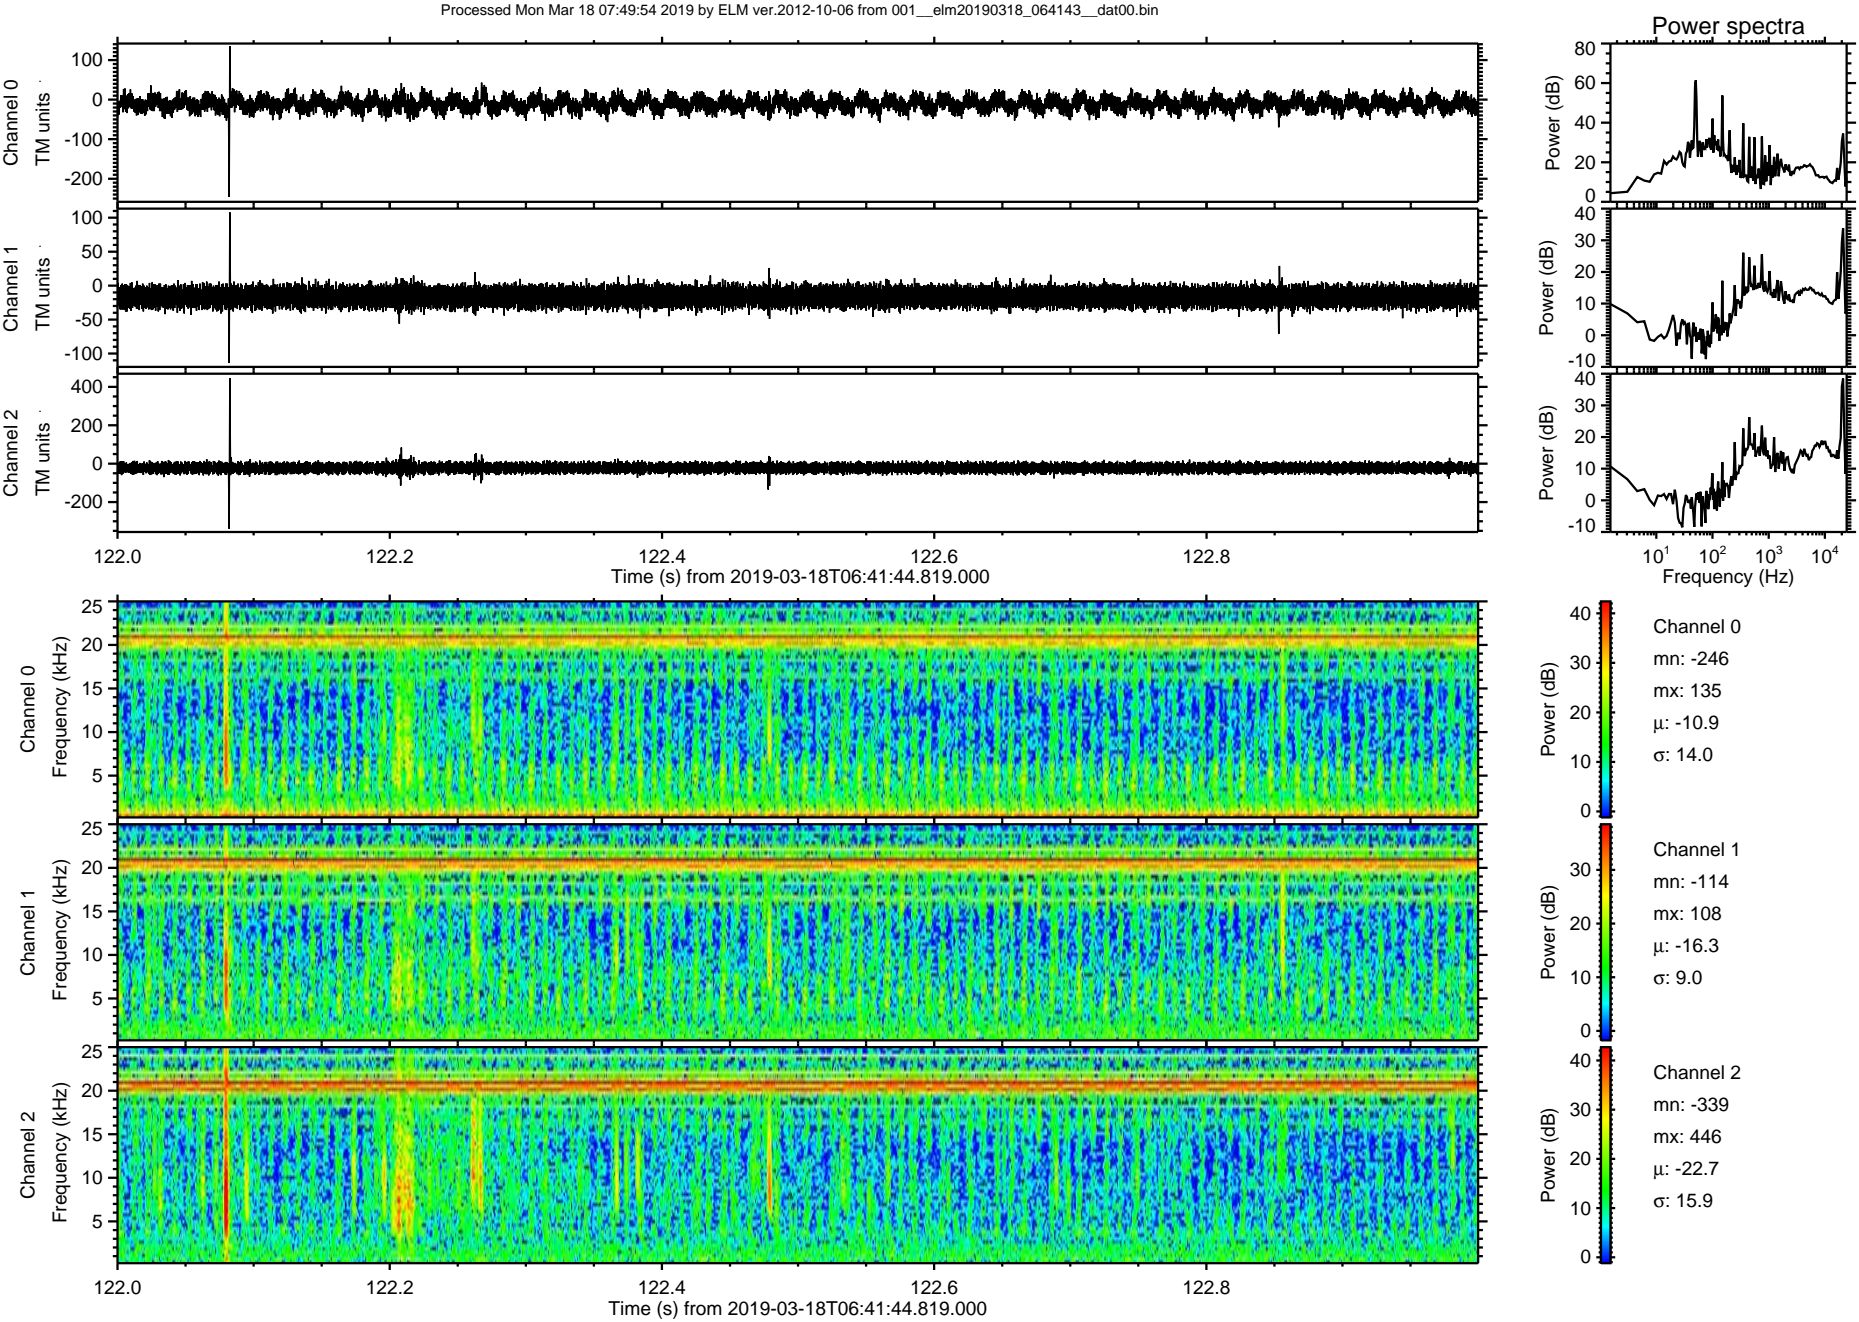 Processed Mon Mar 18 07:49:54 2019 by ELM ver.2012-10-06 from 001__elm20190318_064143__dat00.bin
Power spectra
Channel 0
TM units
100
0
-100
-200
Power (dB)
80
60
40
20
0
Channel 1
TM units
100
50
0
-50
-100
Power (dB)
40
30
20
10
0
-10
Channel 2
TM units
400
200
0
-200
Power (dB)
40
30
20
10
0
-10
122.0 122.2 122.4 122.6 122.8
Time (s) from 2019-03-18T06:41:44.819.000
10^1 10^2 10^3 10^4
Frequency (Hz)
Channel 0
Frequency (kHz)
25
20
15
10
5
Power (dB)
40
30
20
10
0
Channel 0
mn: -246
mx: 135
μ: -10.9
σ: 14.0
Channel 1
Frequency (kHz)
25
20
15
10
5
Power (dB)
30
20
10
0
Channel 1
mn: -114
mx: 108
μ: -16.3
σ: 9.0
Channel 2
Frequency (kHz)
25
20
15
10
5
Power (dB)
40
30
20
10
0
Channel 2
mn: -339
mx: 446
μ: -22.7
σ: 15.9
122.0 122.2 122.4 122.6 122.8
Time (s) from 2019-03-18T06:41:44.819.000